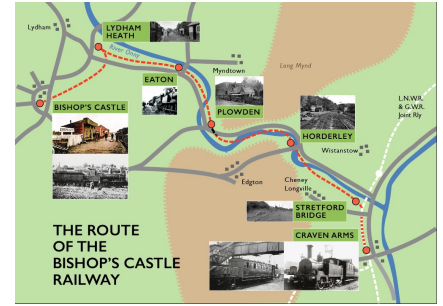 Lydham
LYDHAM
HEATH
River Onny
EATON
Myndtown
Long Mynd
BISHOP'S CASTLE
PLOWDEN
HORDERLEY
L.N.W.R.
& G.W.R.
Joint Rly
Wistanstow
Edgton
Cheney
Longville
STRETFORD
BRIDGE
CRAVEN ARMS
THE ROUTE
OF THE
BISHOP'S CASTLE
RAILWAY